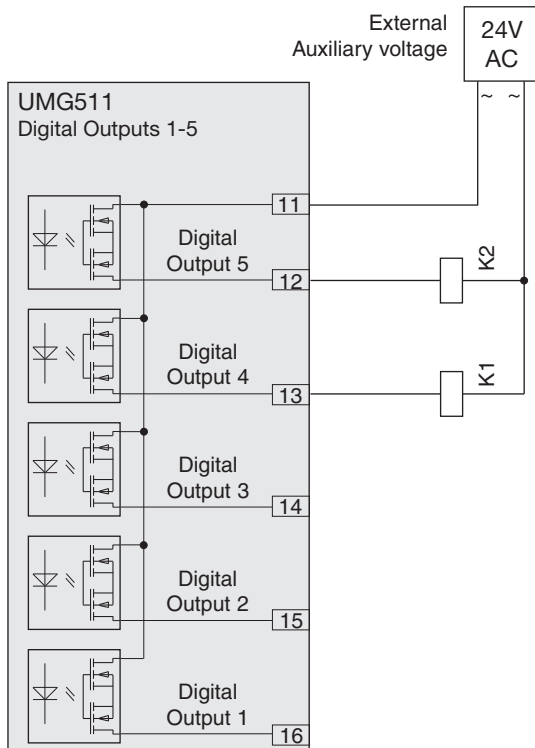 External
Auxiliary voltage
24V
AC
~ ~
UMG511
Digital Outputs 1-5
11
Digital
Output 5
12
K2
Digital
Output 4
13
K1
Digital
Output 3
14
Digital
Output 2
15
Digital
Output 1
16